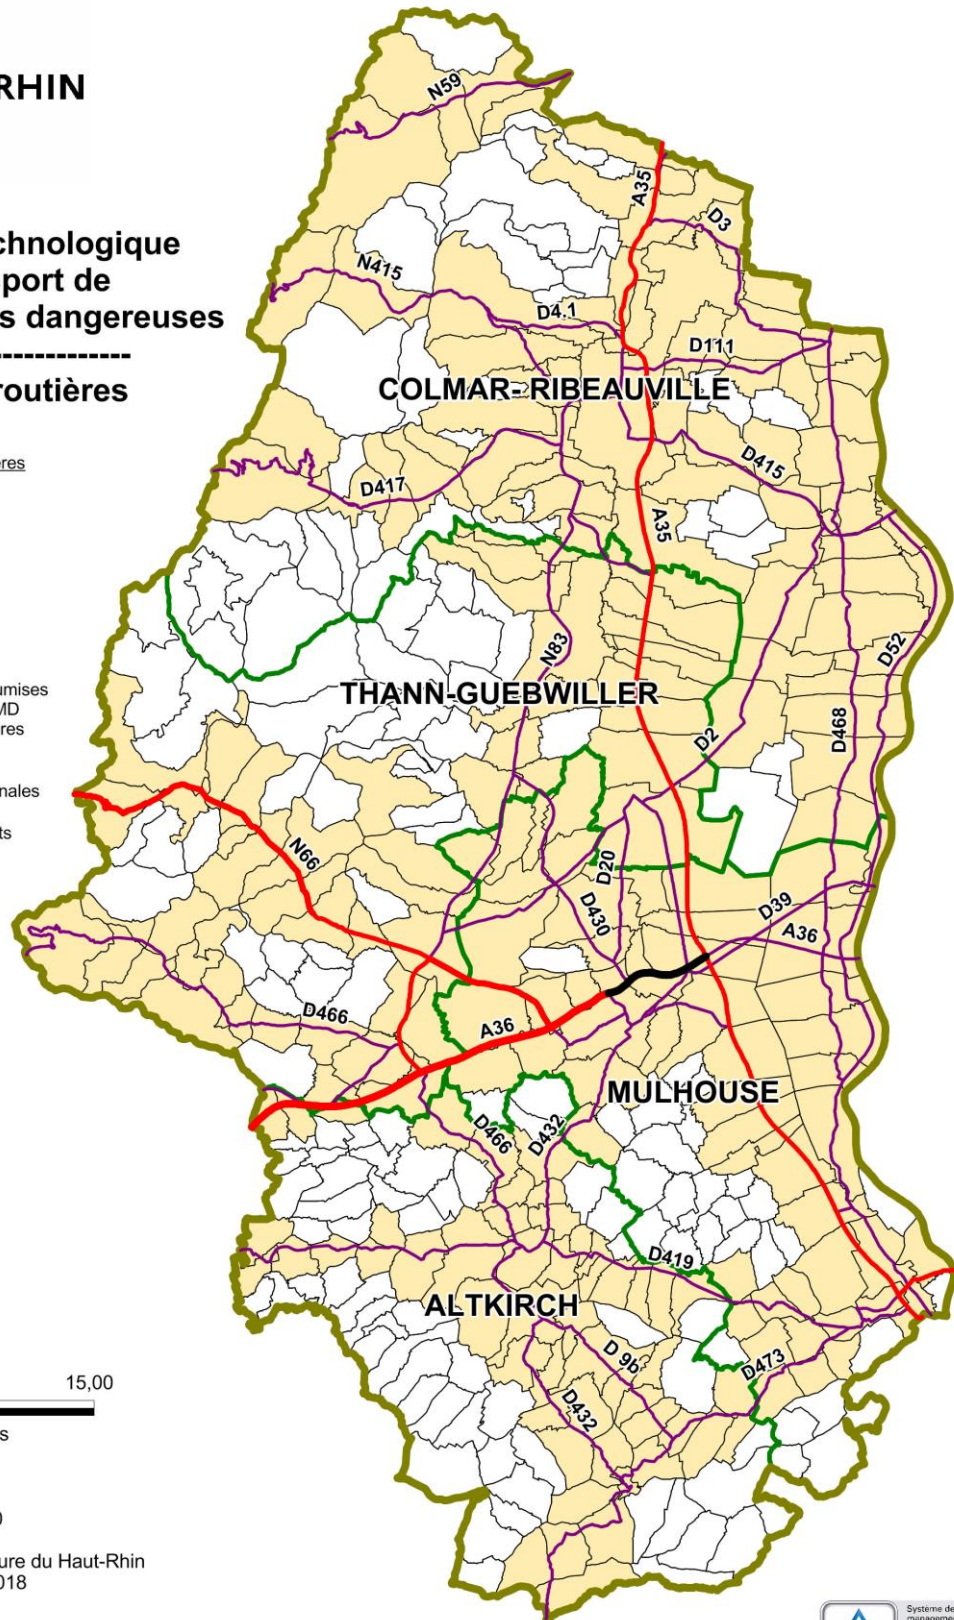 RHIN
chnologique
port de
s dangereuses
-------------
routières
res
umises
MD
res
nales
ts
15,00
s
ure du Haut-Rhin
018
N59
A35
D3
N415
D4.1
D111
COLMAR- RIBEAUVILLE
D415
D417
A35
N83
D52
THANN-GUEBWILLER
D468
D2
N66
D20
D430
D39
A36
D466
A36
MULHOUSE
D466
D432
D419
ALTKIRCH
D 9b
D473
D432
Système de